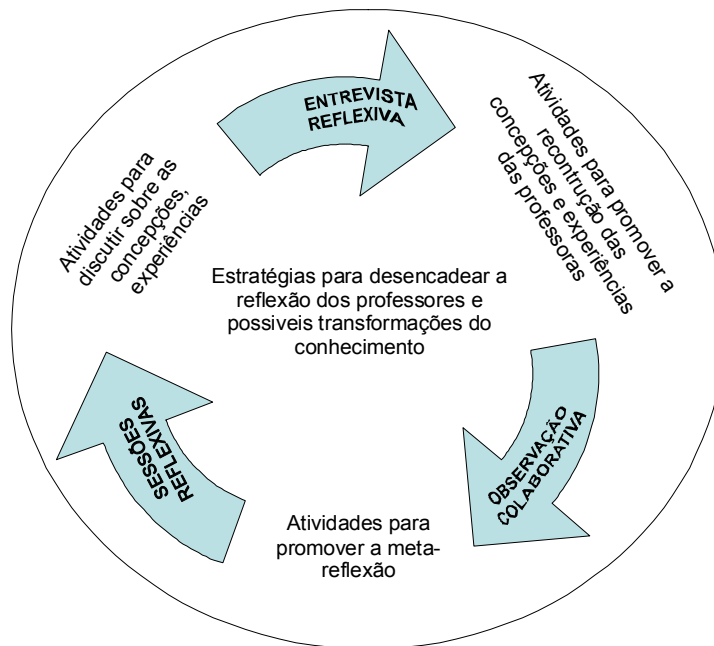 ENTREVISTA
REFLEXIVA
Atividades para promover a
recontrução das
concepções e experiências
das professoras
Atividades para
discutir sobre as
concepções,
experiências
Estratégias para desencadear a
reflexão dos professores e
possiveis transformações do
conhecimento
OBSERVAÇÃO
COLABORATIVA
SESSÕES
REFLEXIVAS
Atividades para
promover a meta-
reflexão